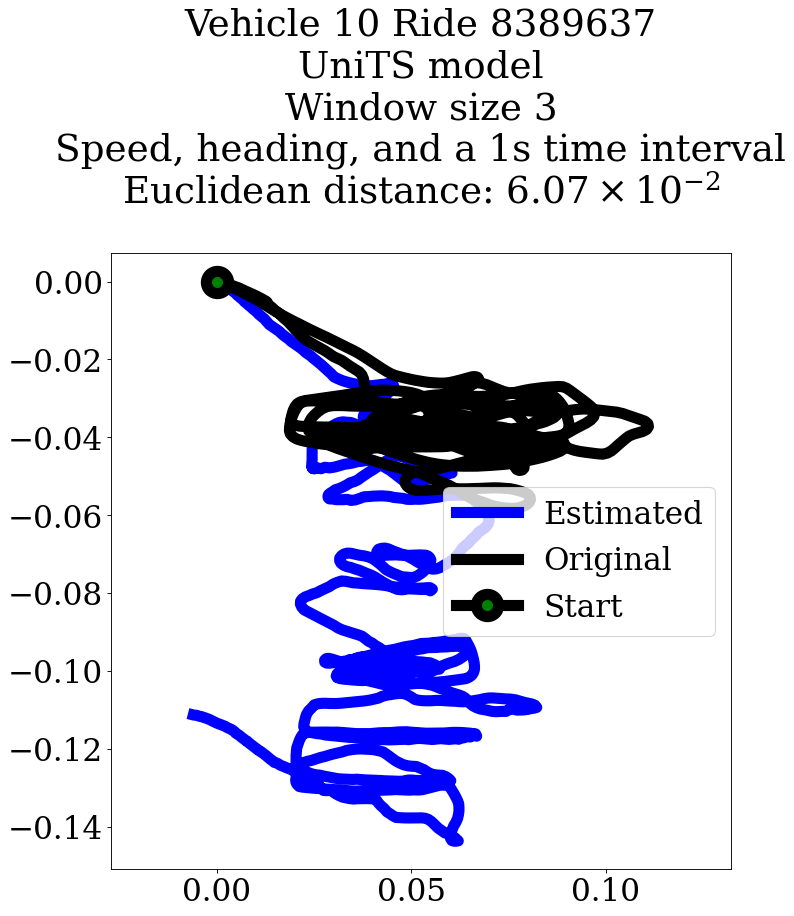 Vehicle 10 Ride 8389637
UniTS model
Window size 3
Speed, heading, and a 1s time interval
Euclidean distance: 6.07 × 10⁻²
0.00
−0.02
−0.04
−0.06
−0.08
−0.10
−0.12
−0.14
Estimated
Original
Start
0.00 0.05 0.10